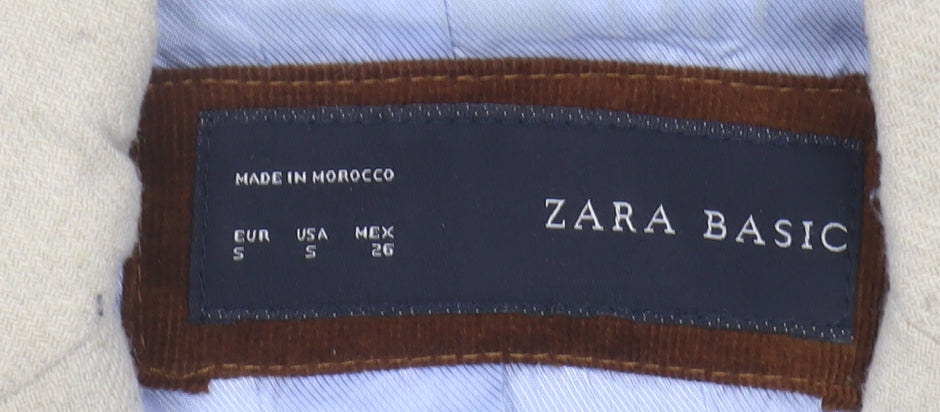 MADE IN MOROCCO
EUR USA MEX
S S 26
ZARA BASIC